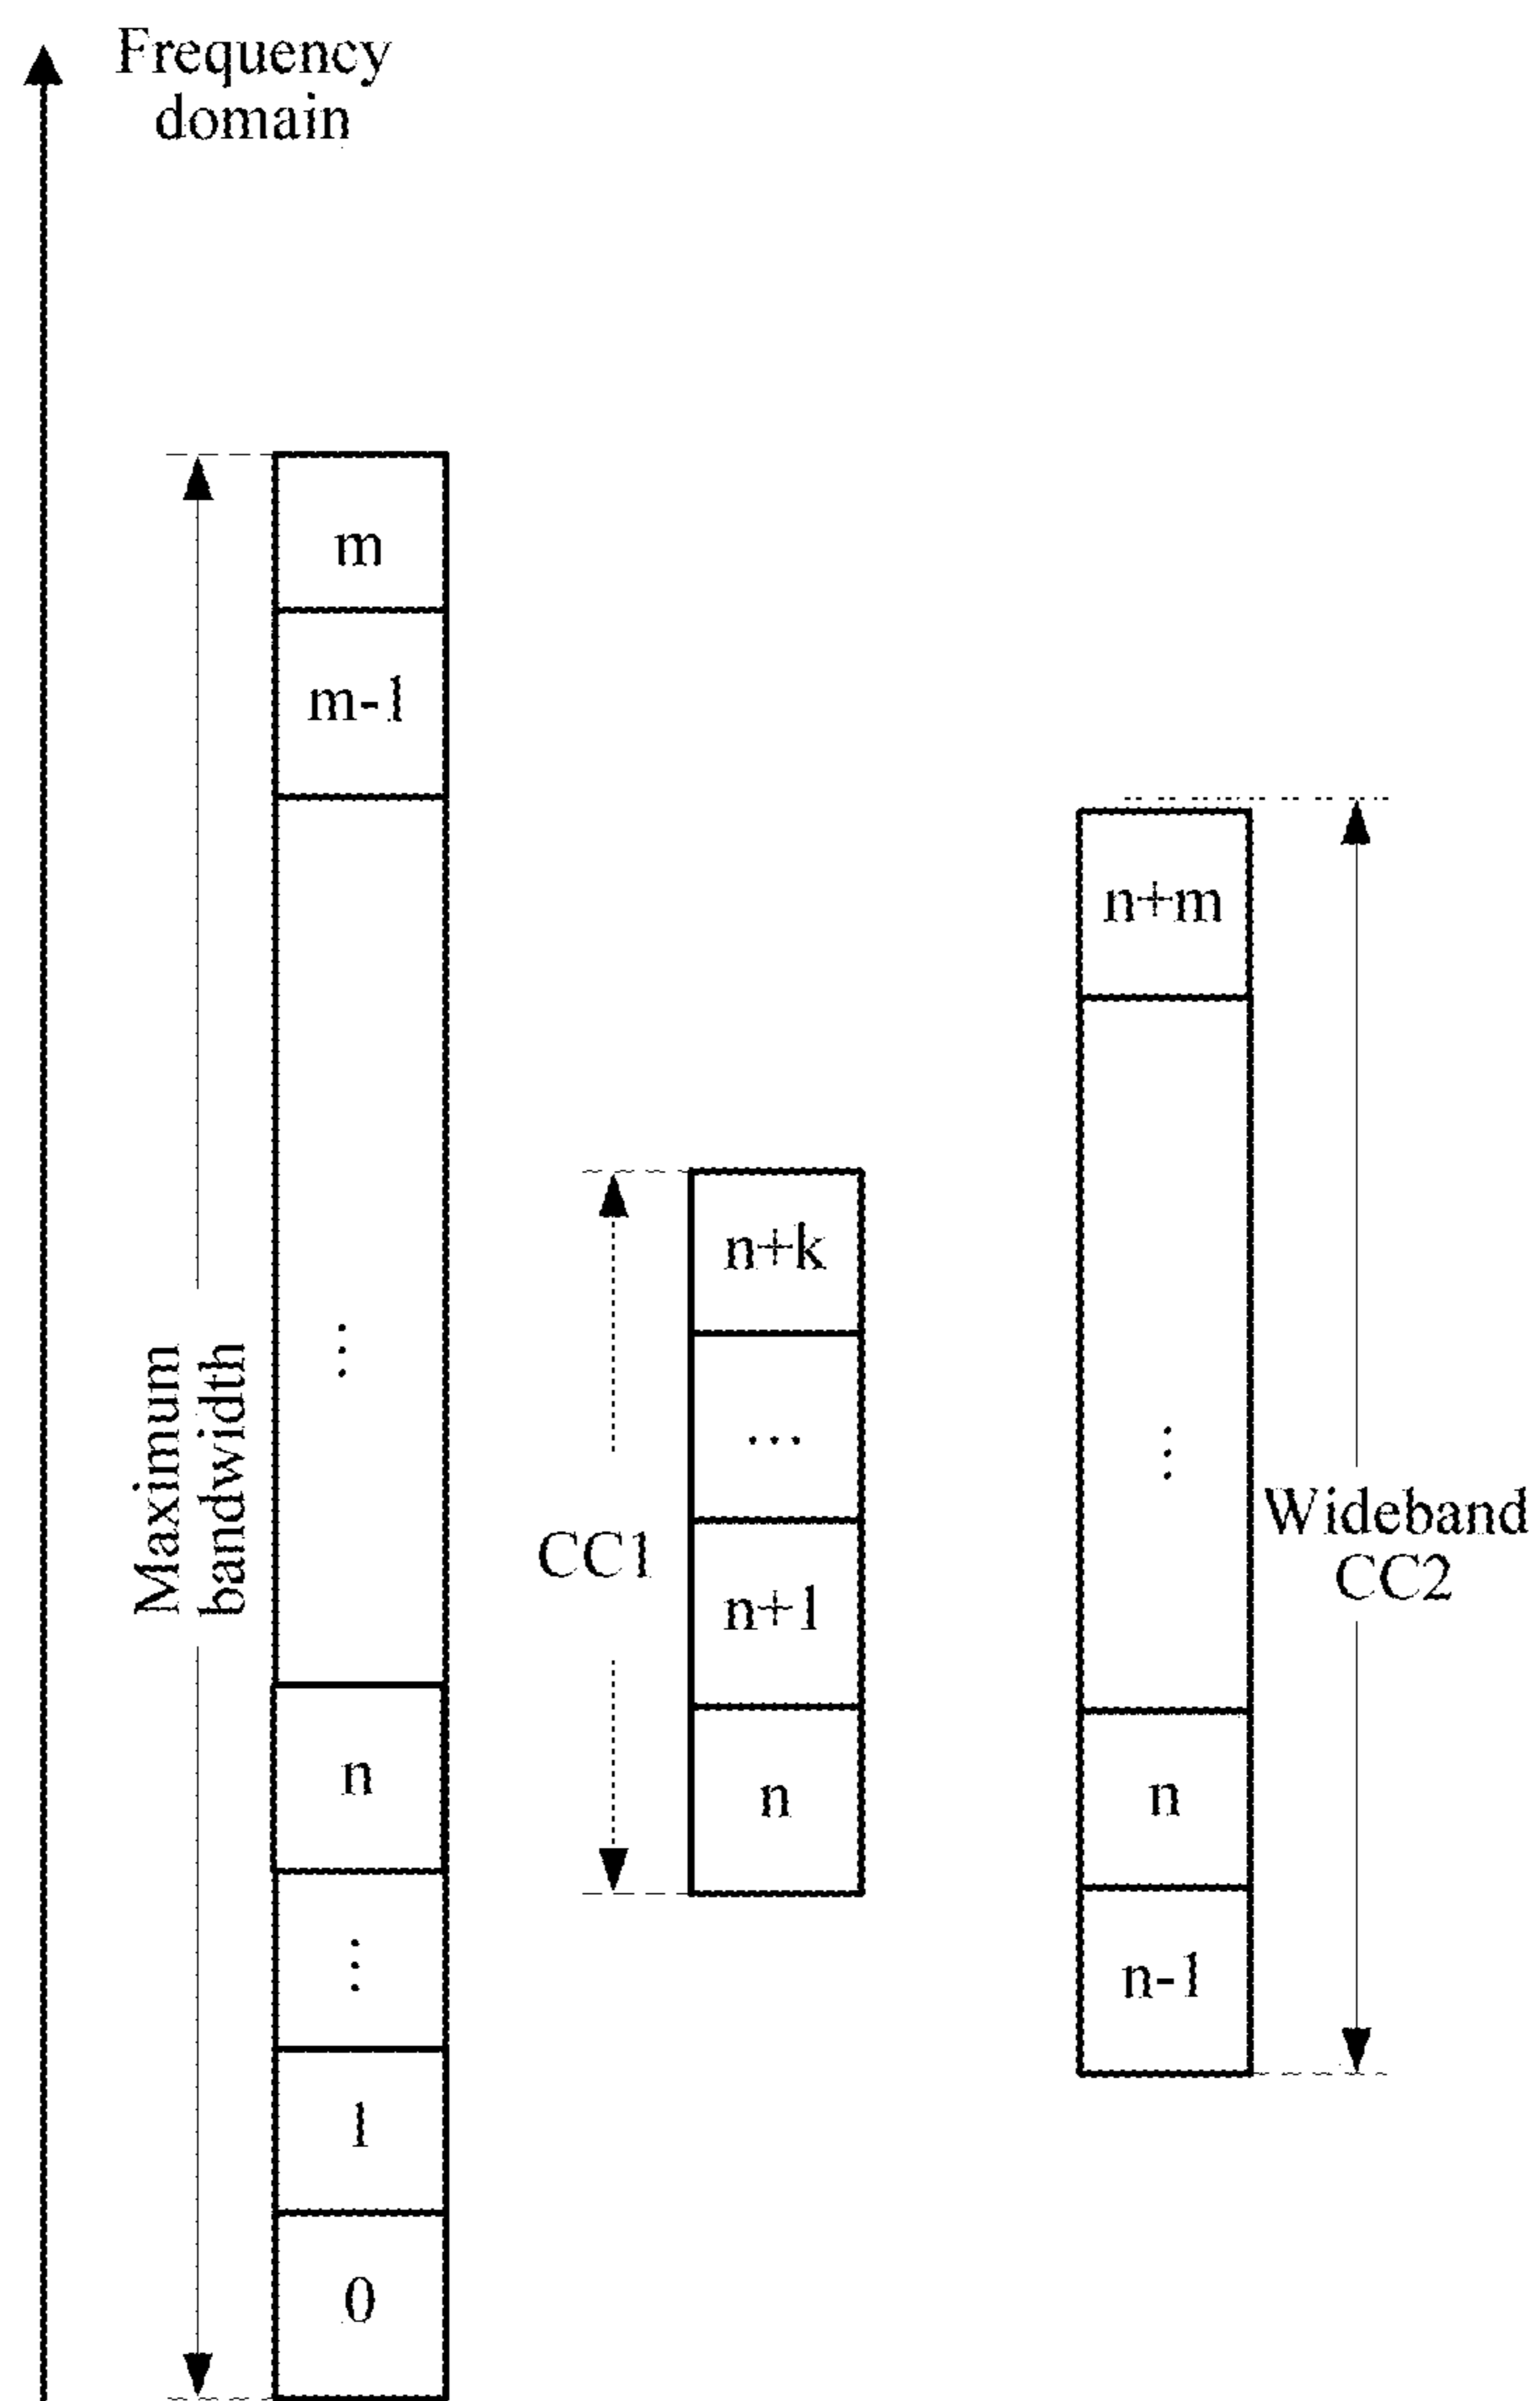 Frequency
domain
m
m-1
⋮
n
⋮
1
0
Maximum
bandwidth
n+k
...
n+1
n
CC1
n+m
⋮
n
n-1
Wideband
CC2